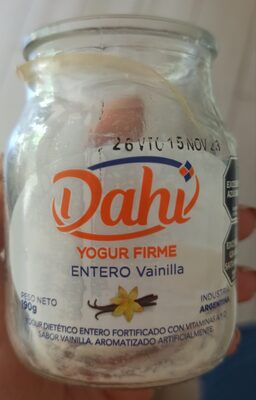 26 VTO 15 NOV
Dahi
YOGUR FIRME
ENTERO Vainilla
PESO NETO
190g
INDUSTRIA
ARGENTINA
YOGUR DIETÉTICO ENTERO FORTIFICADO CON VITAMINAS A Y D
SABOR VAINILLA. AROMATIZADO ARTIFICIALMENTE.